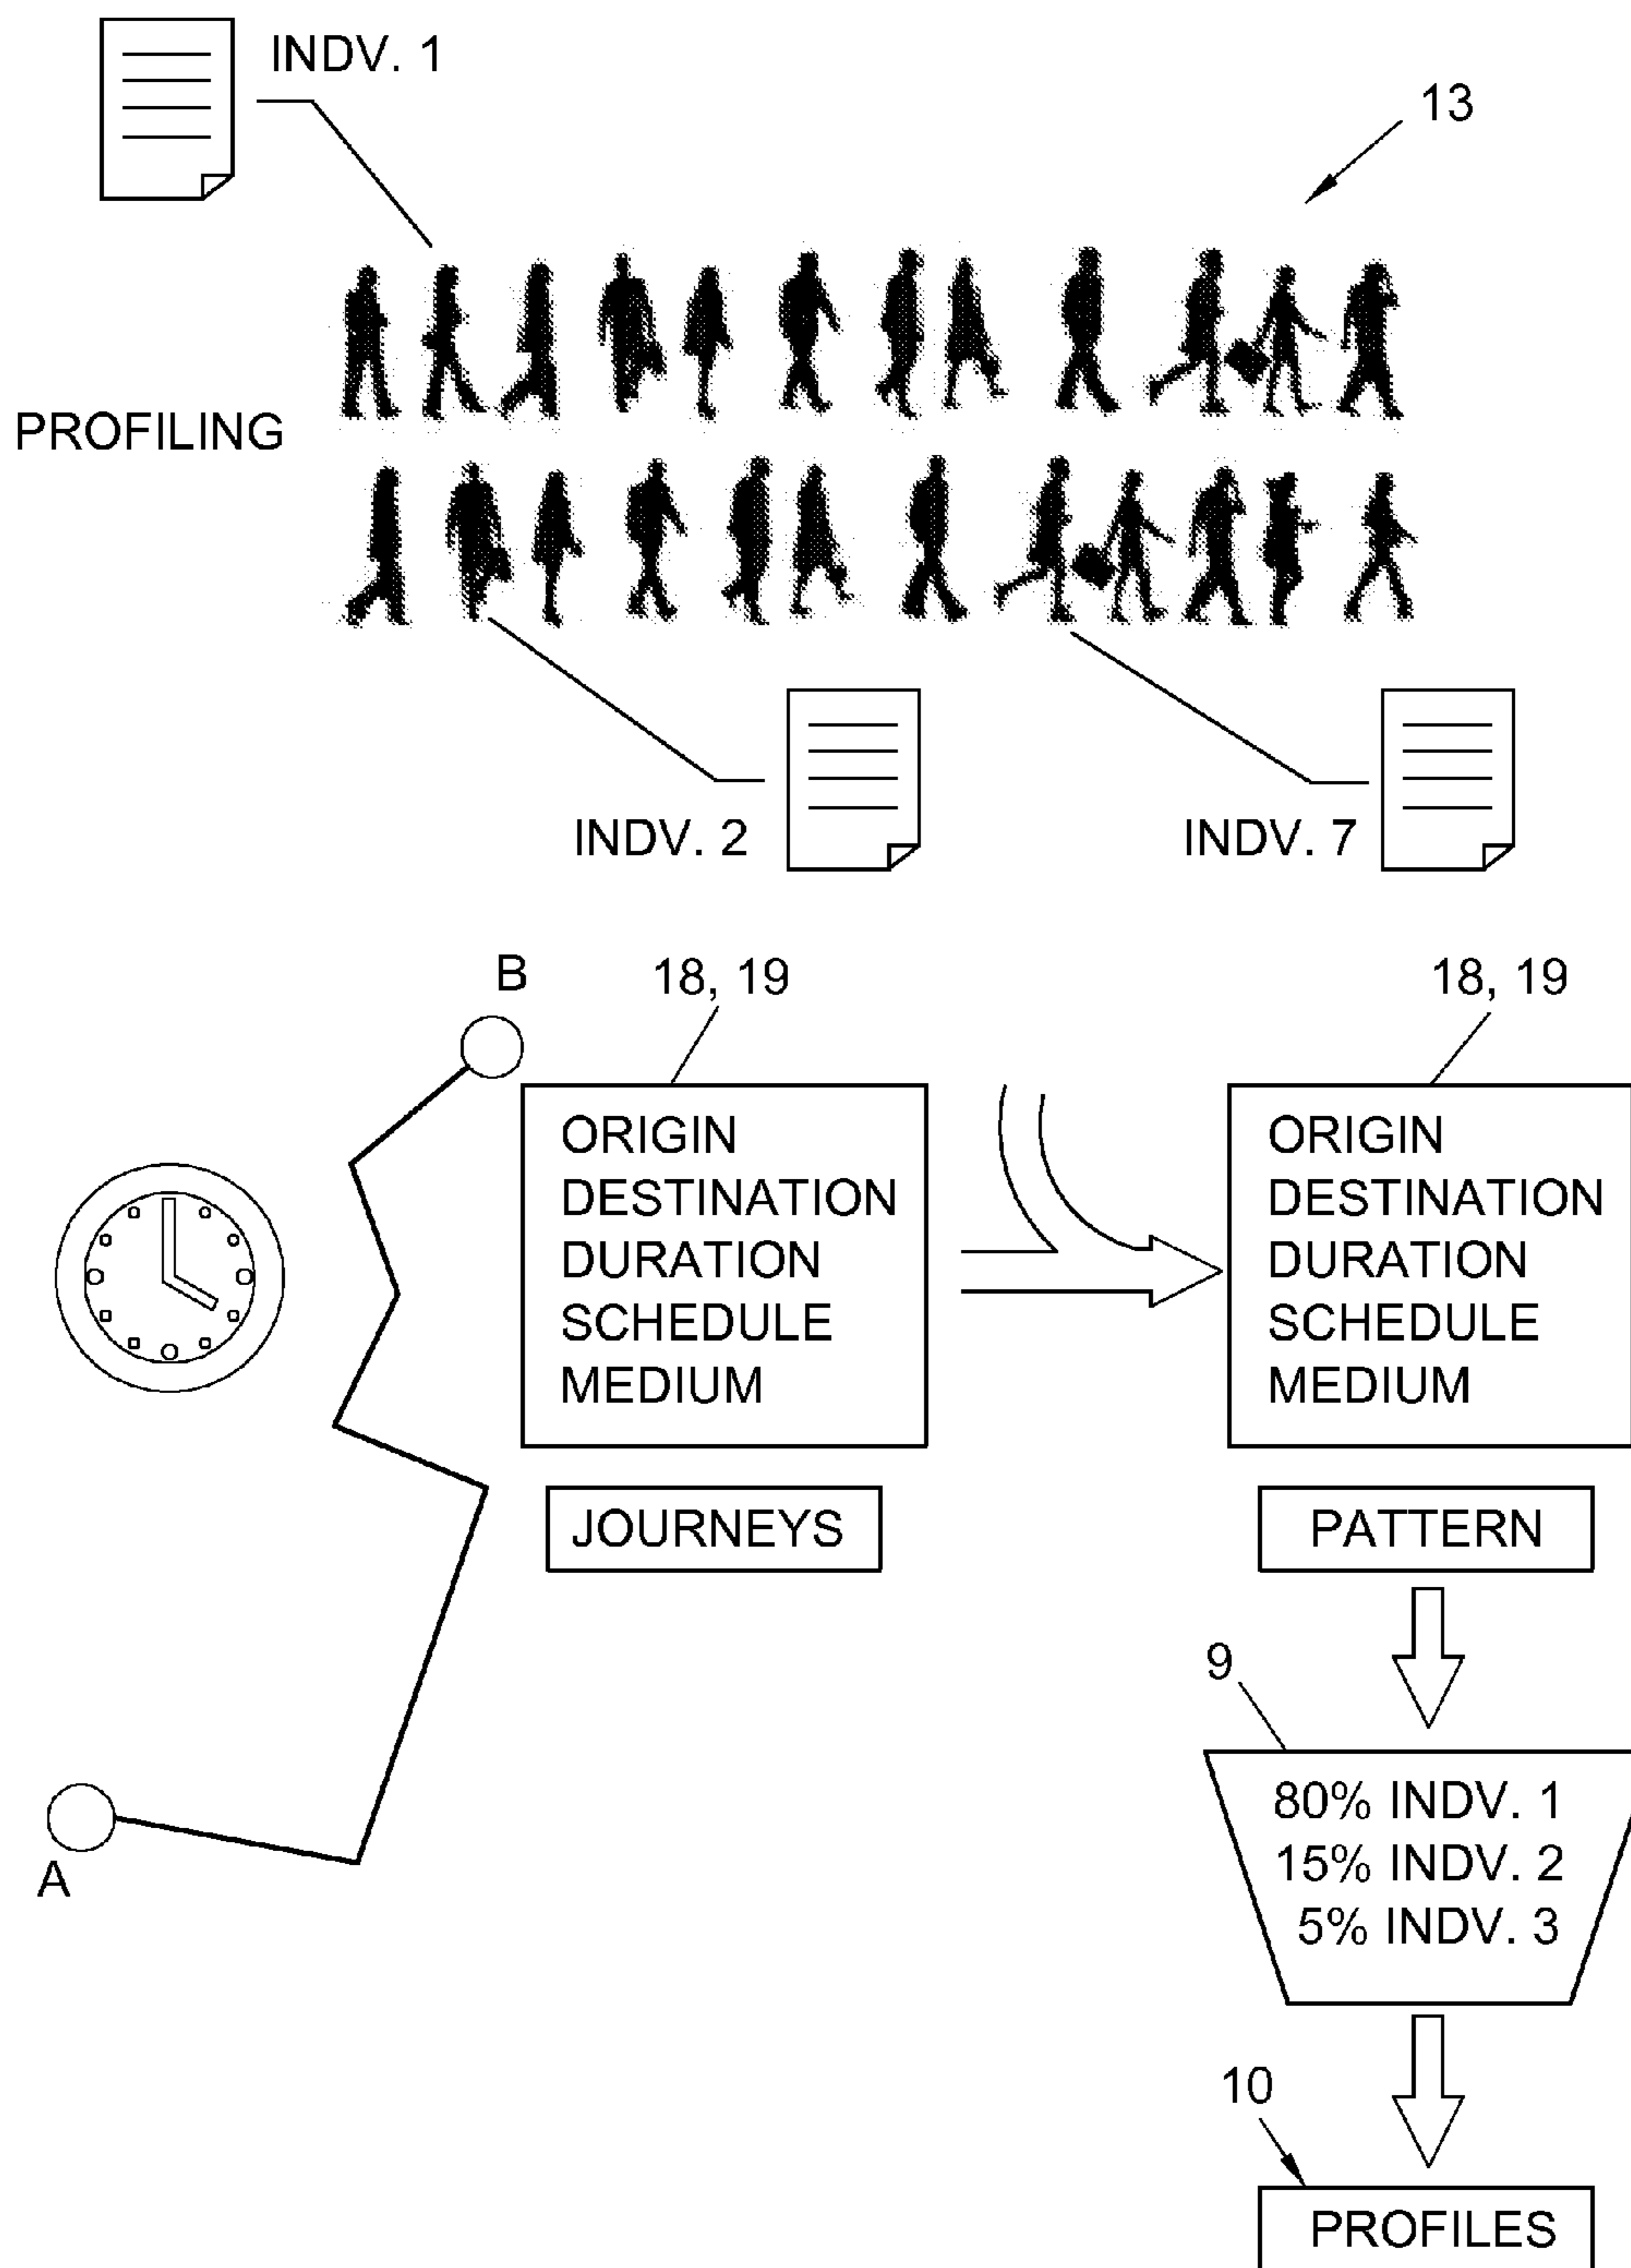 INDV. 1
13
PROFILING
INDV. 2
INDV. 7
B
18, 19
18, 19
ORIGIN
DESTINATION
DURATION
SCHEDULE
MEDIUM
ORIGIN
DESTINATION
DURATION
SCHEDULE
MEDIUM
JOURNEYS
PATTERN
9
80% INDV. 1
15% INDV. 2
5% INDV. 3
A
10
PROFILES